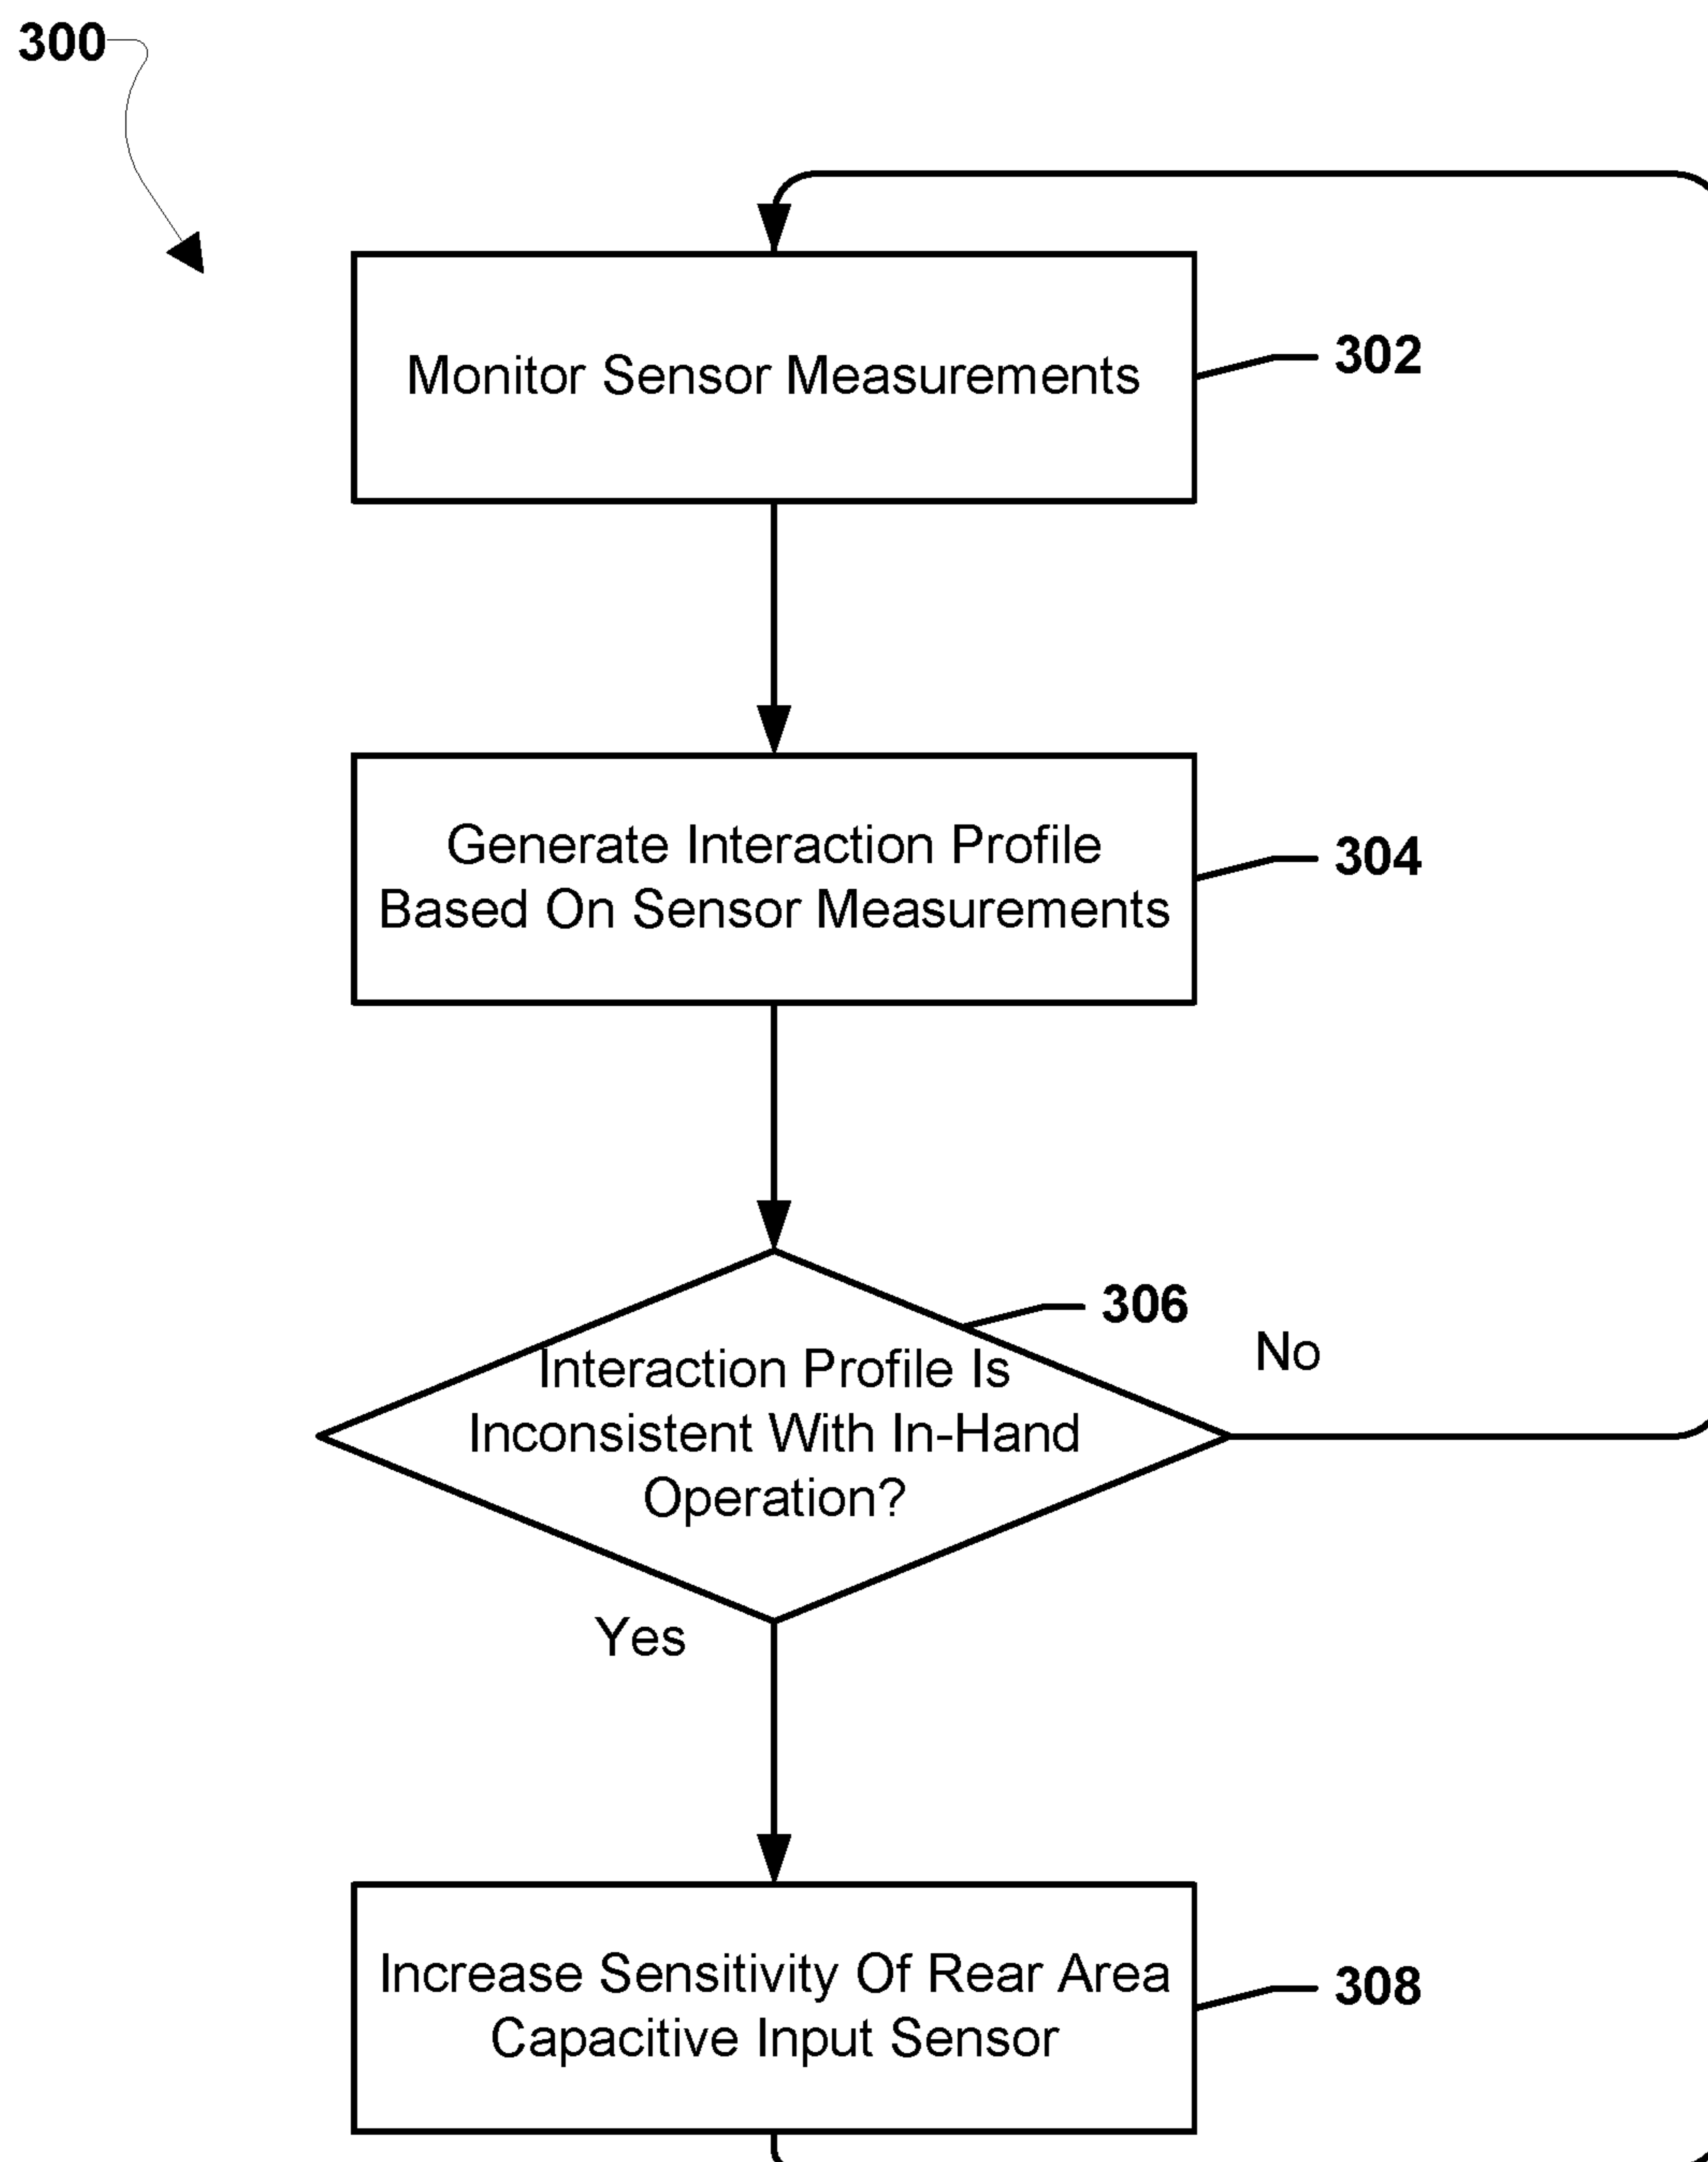 300
Monitor Sensor Measurements
302
Generate Interaction Profile
Based On Sensor Measurements
304
306
Interaction Profile Is
Inconsistent With In-Hand
Operation?
No
Yes
Increase Sensitivity Of Rear Area
Capacitive Input Sensor
308